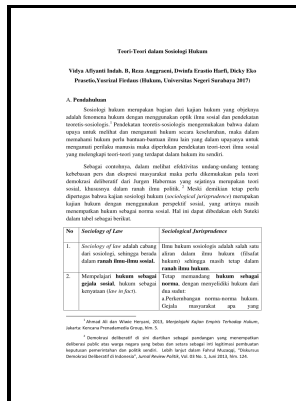 Teori-Teori dalam Sosiologi Hukum
Vidya Afiyanti Indah. B, Reza Anggraeni, Dwinfa Erastio Harfi, Dicky Eko
Prasetio,Yusrizal Firdaus (Hukum, Universitas Negeri Surabaya 2017)
A. Pendahuluan
Sosiologi hukum merupakan bagian dari kajian hukum yang objeknya
adalah fenomena hukum dengan menggunakan optik ilmu sosial dan pendekatan
teoretis-sosiologis.1 Pendekatan teoretis-sosiologis mengemukakan bahwa dalam
upaya untuk melihat dan mengamati hukum secara keseluruhan, maka dalam
memahami hukum perlu bantuan-bantuan ilmu lain yang dalam upayanya untuk
mengamati perilaku manusia maka diperlukan pendekatan teori-teori ilmu sosial
yang melengkapi teori-teori yang terdapat dalam hukum itu sendiri.
Sebagai contohnya, dalam melihat efektivitas undang-undang tentang
kebebasan pers dan ekspresi masyarakat maka perlu dikemukakan pula teori
demokrasi deliberatif dari Jurgen Habermas yang sejatinya merupakan teori
sosial, khususnya dalam ranah ilmu politik. 2 Meski demikian tetap perlu
dipertegas bahwa kajian sosiologi hukum (sociological jurisprudence) merupakan
kajian hukum dengan menggunakan perspektif sosial, yang artinya masih
menempatkan hukum sebagai norma sosial. Hal ini dapat dibedakan oleh Suteki
dalam tabel sebagai berikut.
No Sociology of Law Sociological Jurisprudence
1. Sociology of law adalah cabang Ilmu hukum sosiologis adalah salah satu
dari sosiologi, sehingga berada aliran dalam ilmu hukum (filsafat
dalam ranah ilmu-ilmu sosial. hukum) sehingga masih tetap dalam
ranah ilmu hukum.
2. Mempelajari hukum sebagai Tetap memandang hukum sebagai
gejala sosial, hukum sebagai norma, dengan menyelidiki hukum dari
kenyataan (law in fact). dua sudut:
a.Perkembangan norma-norma hukum.
Gejala masyarakat apa yang
1 Ahmad Ali dan Wiwie Heryani, 2013, Menjelajahi Kajian Empiris Terhadap Hukum,
Jakarta: Kencana Prenadamedia Group, hlm. 5.
2 Demokrasi deliberatif di sini diartikan sebagai pandangan yang menempatkan
deliberasi publik atas warga negara yang bebas dan setara sebagai inti legitimasi pembuatan
keputusan pemerintahan dan politik sendiri. Lebih lanjut dalam Fahrul Muzaqqi, "Diskursus
Demokrasi Deliberatif di Indonesia", Jurnal Review Politik, Vol. 03 No. 1, Juni 2013, hlm. 124.